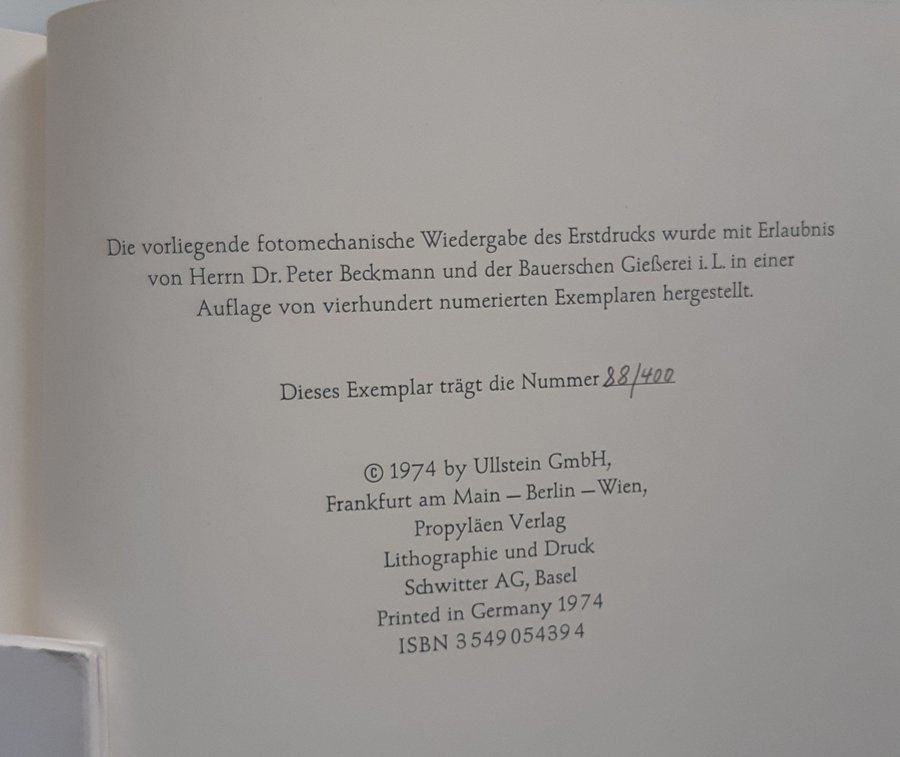 Die vorliegende fotomechanische Wiedergabe des Erstdrucks wurde mit Erlaubnis
von Herrn Dr. Peter Beckmann und der Bauerschen Gießerei i. L. in einer
Auflage von vierhundert numerierten Exemplaren hergestellt.
Dieses Exemplar trägt die Nummer 88/400
© 1974 by Ullstein GmbH,
Frankfurt am Main – Berlin – Wien,
Propyläen Verlag
Lithographie und Druck
Schwitter AG, Basel
Printed in Germany 1974
ISBN 3 549 05439 4